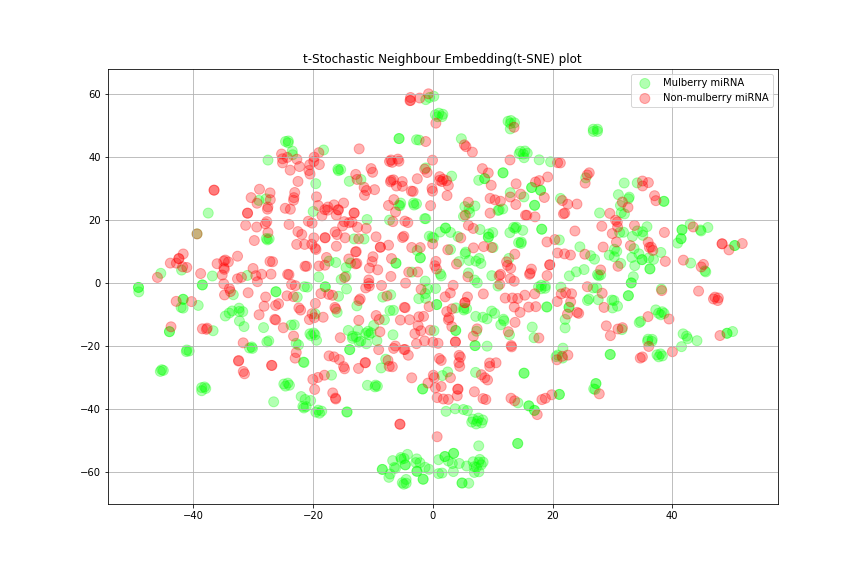 t-Stochastic Neighbour Embedding(t-SNE) plot
Mulberry miRNA
Non-mulberry miRNA
60
40
20
0
−20
−40
−60
−40 −20 0 20 40